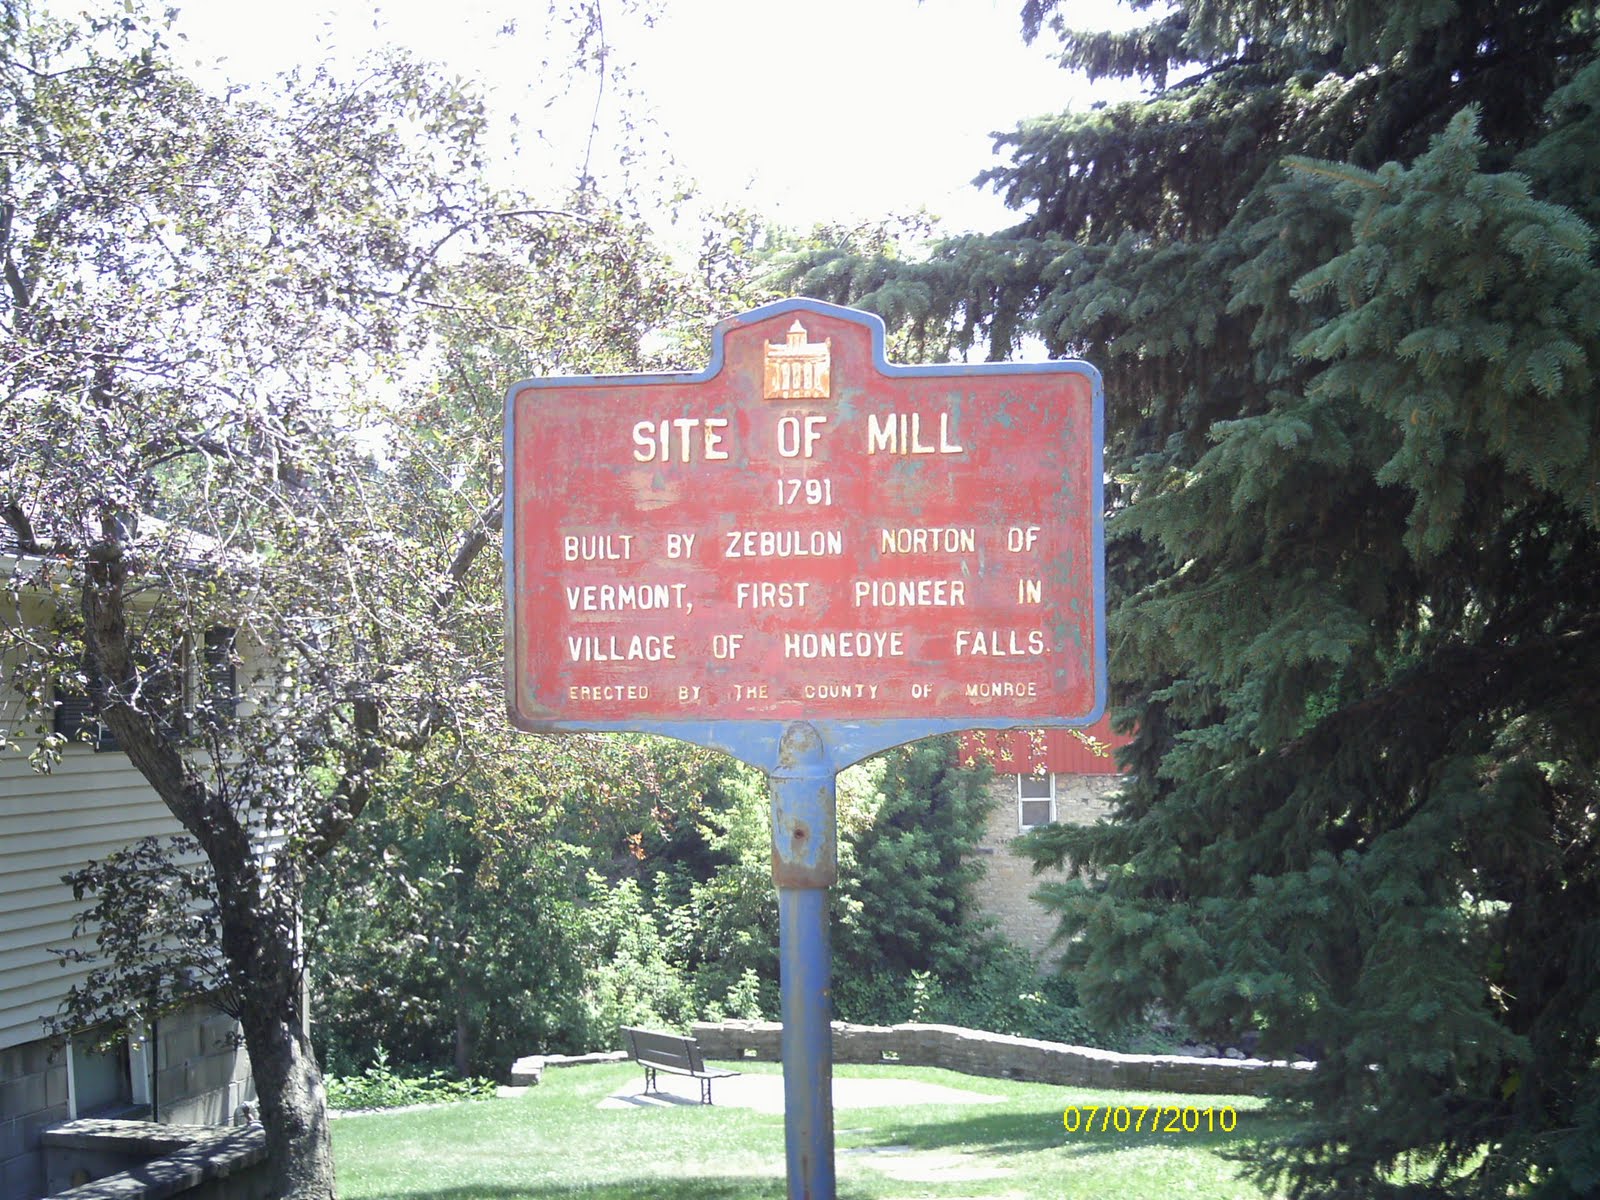 SITE OF MILL
1791
BUILT BY ZEBULON NORTON OF
VERMONT, FIRST PIONEER IN
VILLAGE OF HONEOYE FALLS.
ERECTED BY THE COUNTY OF MONROE
07/07/2010